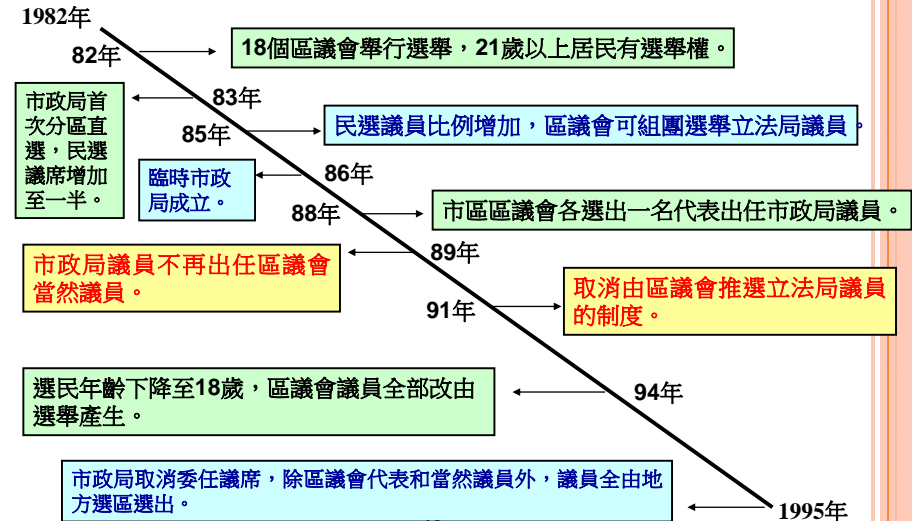 1982年
82年
18個區議會舉行選舉，21歲以上居民有選舉權。
83年
市政局首
次分區直
選，民選
議席增加
至一半。
85年
民選議員比例增加，區議會可組團選舉立法局議員。
86年
臨時市政
局成立。
88年
市區區議會各選出一名代表出任市政局議員。
89年
市政局議員不再出任區議會
當然議員。
91年
取消由區議會推選立法局議員
的制度。
94年
選民年齡下降至18歲，區議會議員全部改由
選舉產生。
市政局取消委任議席，除區議會代表和當然議員外，議員全由地
方選區選出。
1995年